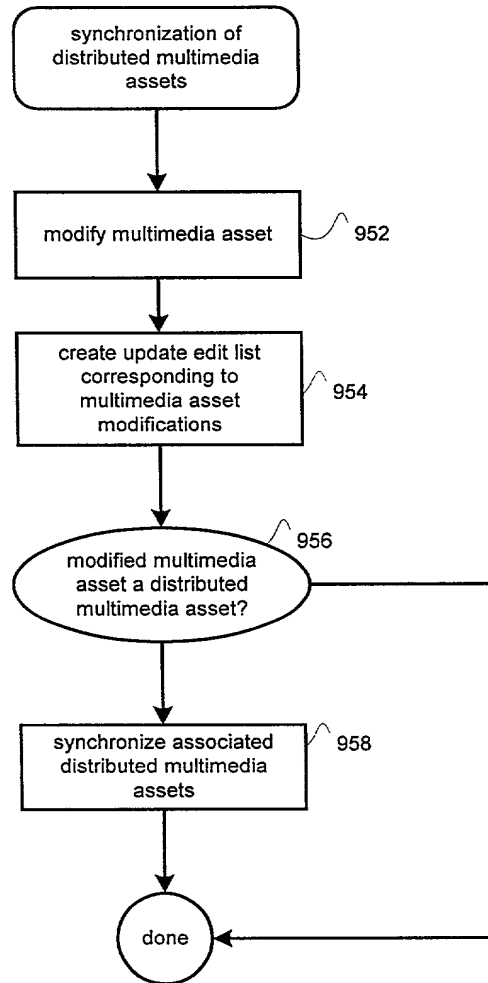 synchronization of
distributed multimedia
assets
modify multimedia asset
952
create update edit list
corresponding to
multimedia asset
modifications
954
956
modified multimedia
asset a distributed
multimedia asset?
synchronize associated
distributed multimedia
assets
958
done